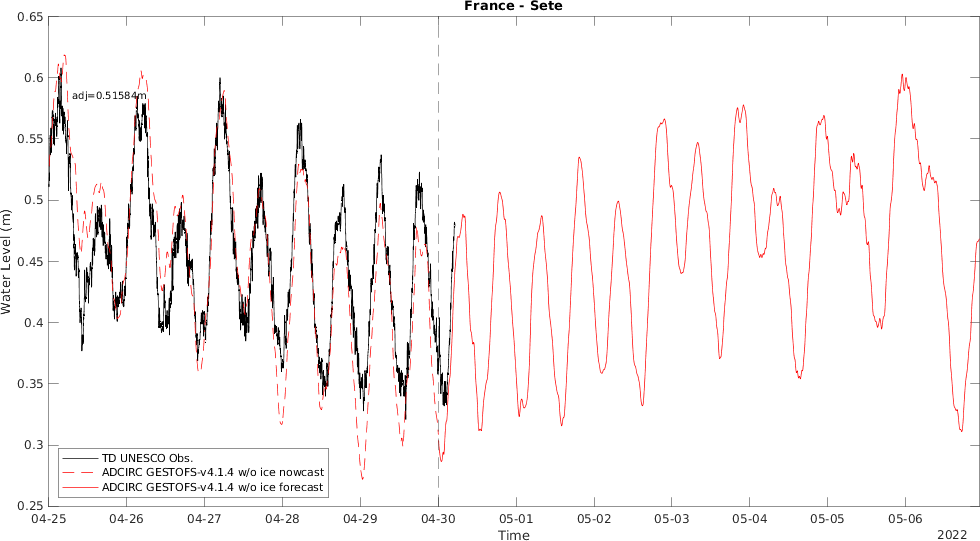 France - Sete
0.65
0.6
0.55
0.5
0.45
0.4
0.35
0.3
0.25
Water Level (m)
adj=0.51584m
TD UNESCO Obs.
ADCIRC GESTOFS-v4.1.4 w/o ice nowcast
ADCIRC GESTOFS-v4.1.4 w/o ice forecast
04-25 04-26 04-27 04-28 04-29 04-30 05-01 05-02 05-03 05-04 05-05 05-06
Time
2022